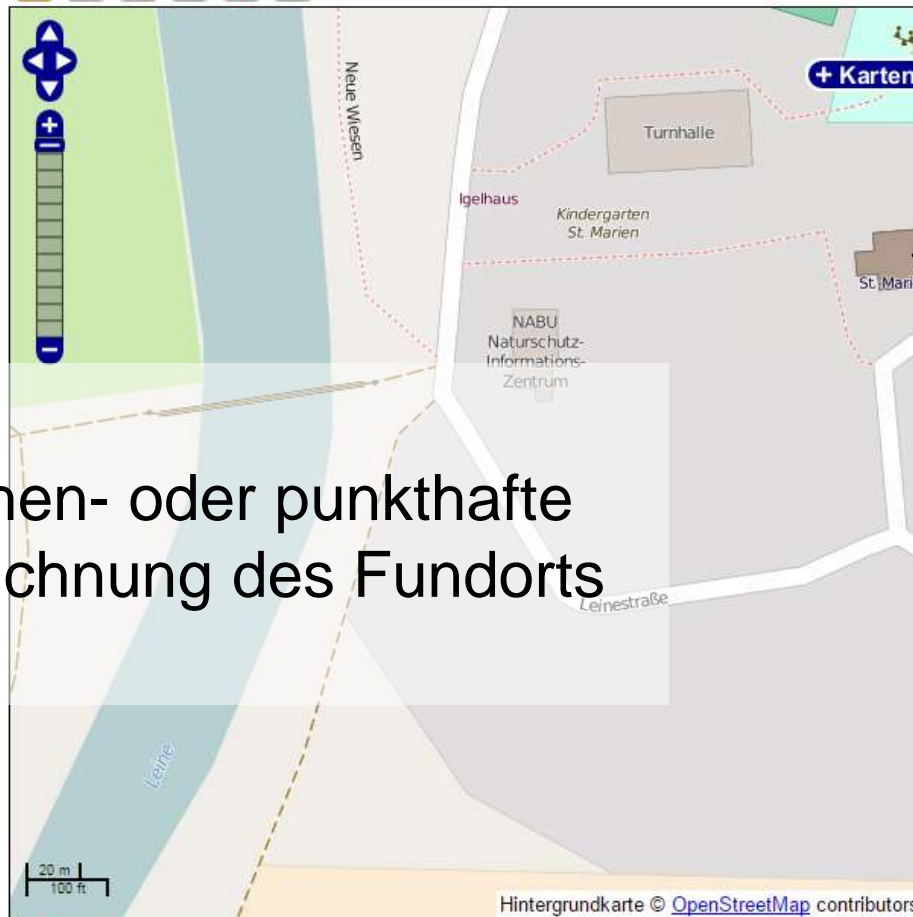 + Karten
Neue Wiesen
Turnhalle
Igelhaus
Kindergarten
St. Marien
St. Mari
NABU
Naturschutz-
Informations-
Zentrum
nen- oder punkthafte
chnung des Fundorts
Leinestraße
Leine
20 m
100 ft
Hintergrundkarte © OpenStreetMap contributors